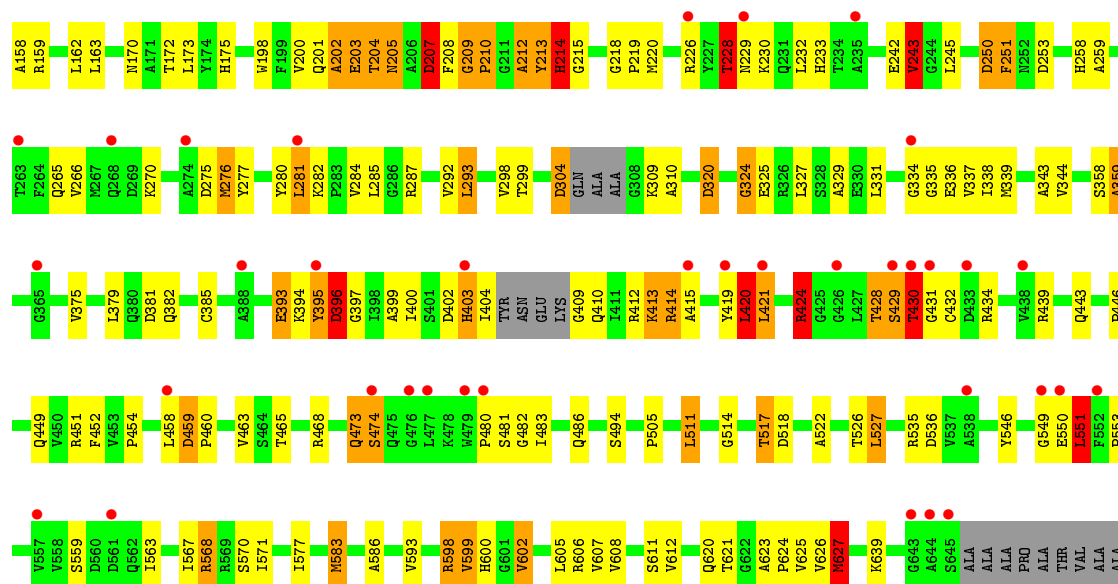 A158 R159 L162 L163 N170 A171 T172 L173 Y174 H175 W198 F199 V200 Q201 A202 E203 T204 N205 A206 D207 F208 G209 P210 G211 A212 Y213 H214 G215 G218 P219 M220 R226 Y227 T228 N229 K230 Q231 L232 H233 T234 A235 E242 V243 G244 L245 D250 F251 N252 D253 H258 A259
T263 F264 Q265 V266 M267 Q268 D269 K270 A274 D275 M276 Y277 Y280 L281 K282 P283 V284 L285 G286 R287 V292 L293 V298 T299 D304 GLN ALA ALA G308 K309 A310 D320 G324 E325 R326 L327 S328 A329 E330 L331 G334 G335 E336 V337 I338 M339 A343 V344 S358 A359
G365 V375 L379 Q380 D381 Q382 C385 A388 E393 K394 Y395 D396 G397 I398 A399 I400 S401 D402 H403 I404 TYR ASN GLU LYS G409 Q410 I411 R412 K413 R414 A415 Y419 L420 L421 R424 G425 G426 L427 T428 S429 T430 G431 C432 D433 R434 V438 R439 Q443
Q449 V450 R451 F452 V453 P454 L458 D459 P460 V463 S464 T465 R468 Q473 S474 Q475 G476 L477 K478 W479 P480 S481 C482 I483 Q486 S494 P505 L511 G514 T517 D518 A522 T526 L527 R535 D536 V537 A538 Y546 G549 E550 L551 F552
V557 V558 S559 D560 D561 Q562 I563 I567 R568 R569 S570 I571 I577 M583 A586 V593 R598 V599 H600 G601 V602 L605 R606 V607 V608 S611 V612 Q620 T621 G622 A623 P624 V625 V626 M627 K639 G643 A644 S645 ALA ALA ALA PRO ALA THR VAL ALA